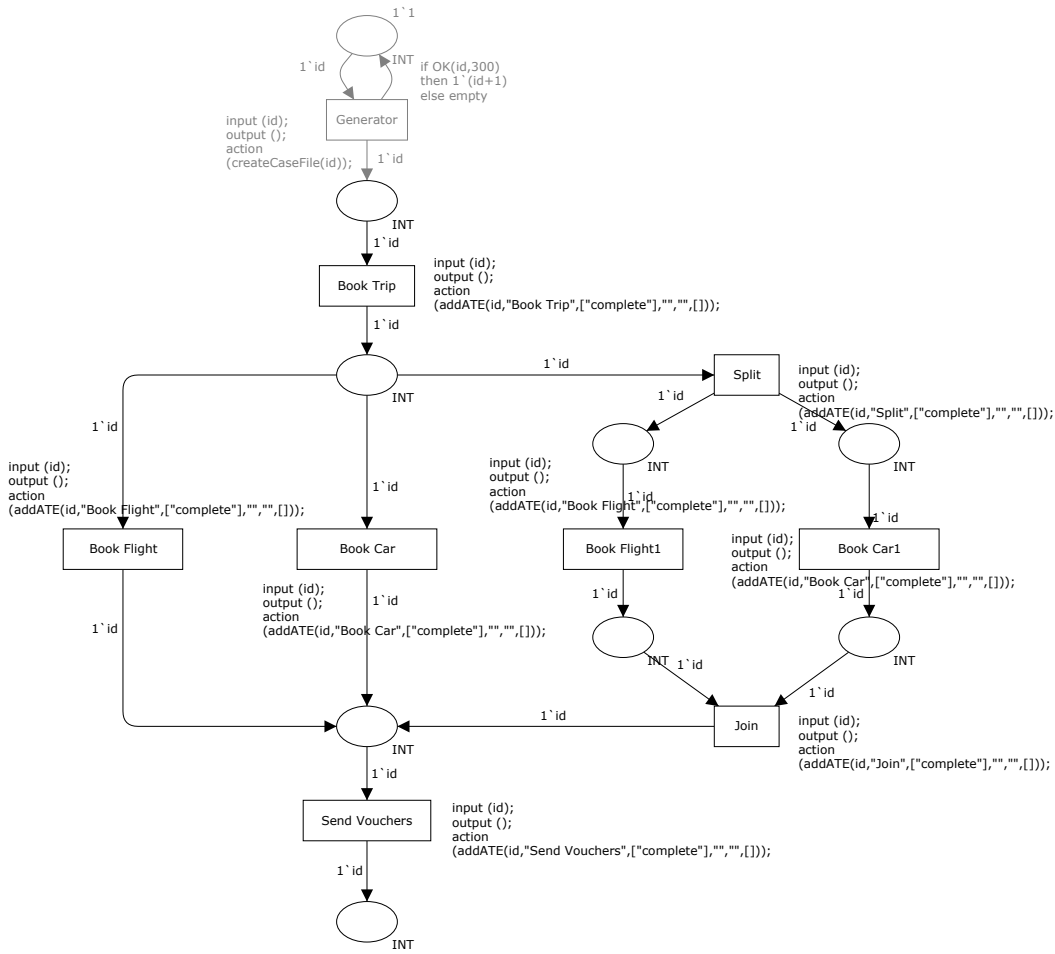 1`1
INT
1`id
if OK(id,300)
then 1`(id+1)
else empty
Generator
input (id);
output ();
action
(createCaseFile(id));
1`id
INT
1`id
Book Trip
input (id);
output ();
action
(addATE(id,"Book Trip",["complete"],"","",[]));
1`id
INT
1`id
Split
input (id);
output ();
action
(addATE(id,"Split",["complete"],"","",[]));
1`id
1`id
INT
INT
1`id
input (id);
output ();
action
(addATE(id,"Book Flight",["complete"],"","",[]));
Book Flight
1`id
Book Car
input (id);
output ();
action
(addATE(id,"Book Car",["complete"],"","",[]));
input (id);
output ();
action
(addATE(id,"Book Flight",["complete"],"","",[]));
1`id
Book Flight1
1`id
Book Car1
input (id);
output ();
action
(addATE(id,"Book Car",["complete"],"","",[]));
1`id
1`id
1`id
1`id
INT
INT
1`id
1`id
Join
input (id);
output ();
action
(addATE(id,"Join",["complete"],"","",[]));
1`id
INT
1`id
Send Vouchers
input (id);
output ();
action
(addATE(id,"Send Vouchers",["complete"],"","",[]));
1`id
INT